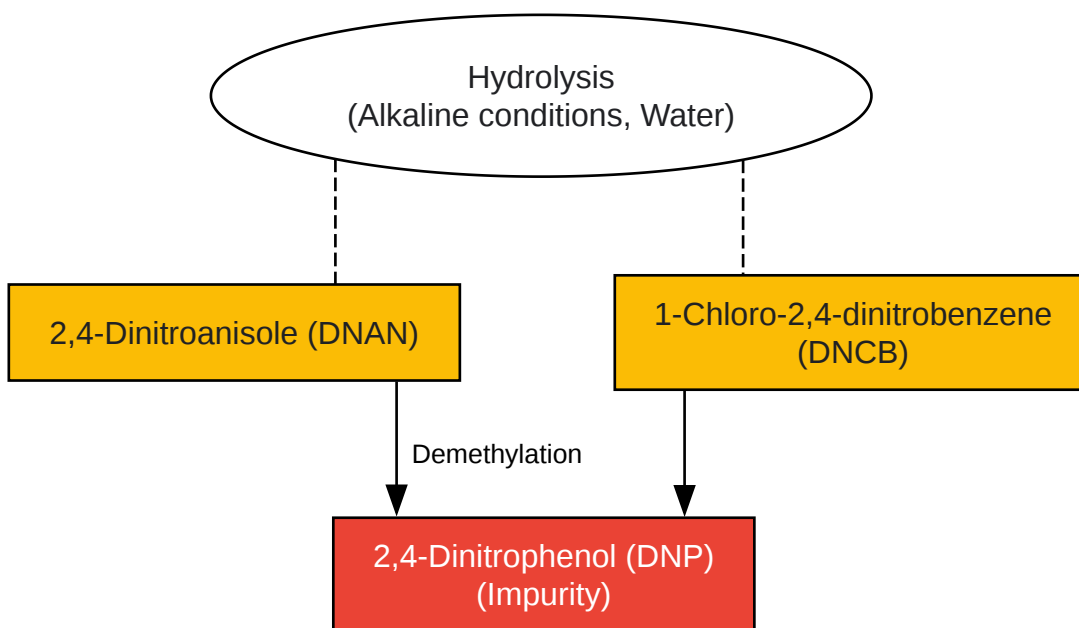 Hydrolysis
(Alkaline conditions, Water)
2,4-Dinitroanisole (DNAN)
1-Chloro-2,4-dinitrobenzene
(DNCB)
Demethylation
2,4-Dinitrophenol (DNP)
(Impurity)